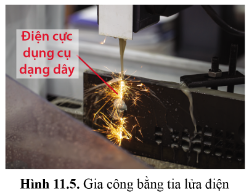 Điện cực
dụng cụ
dạng dây
Hình 11.5. Gia công bằng tia lửa điện